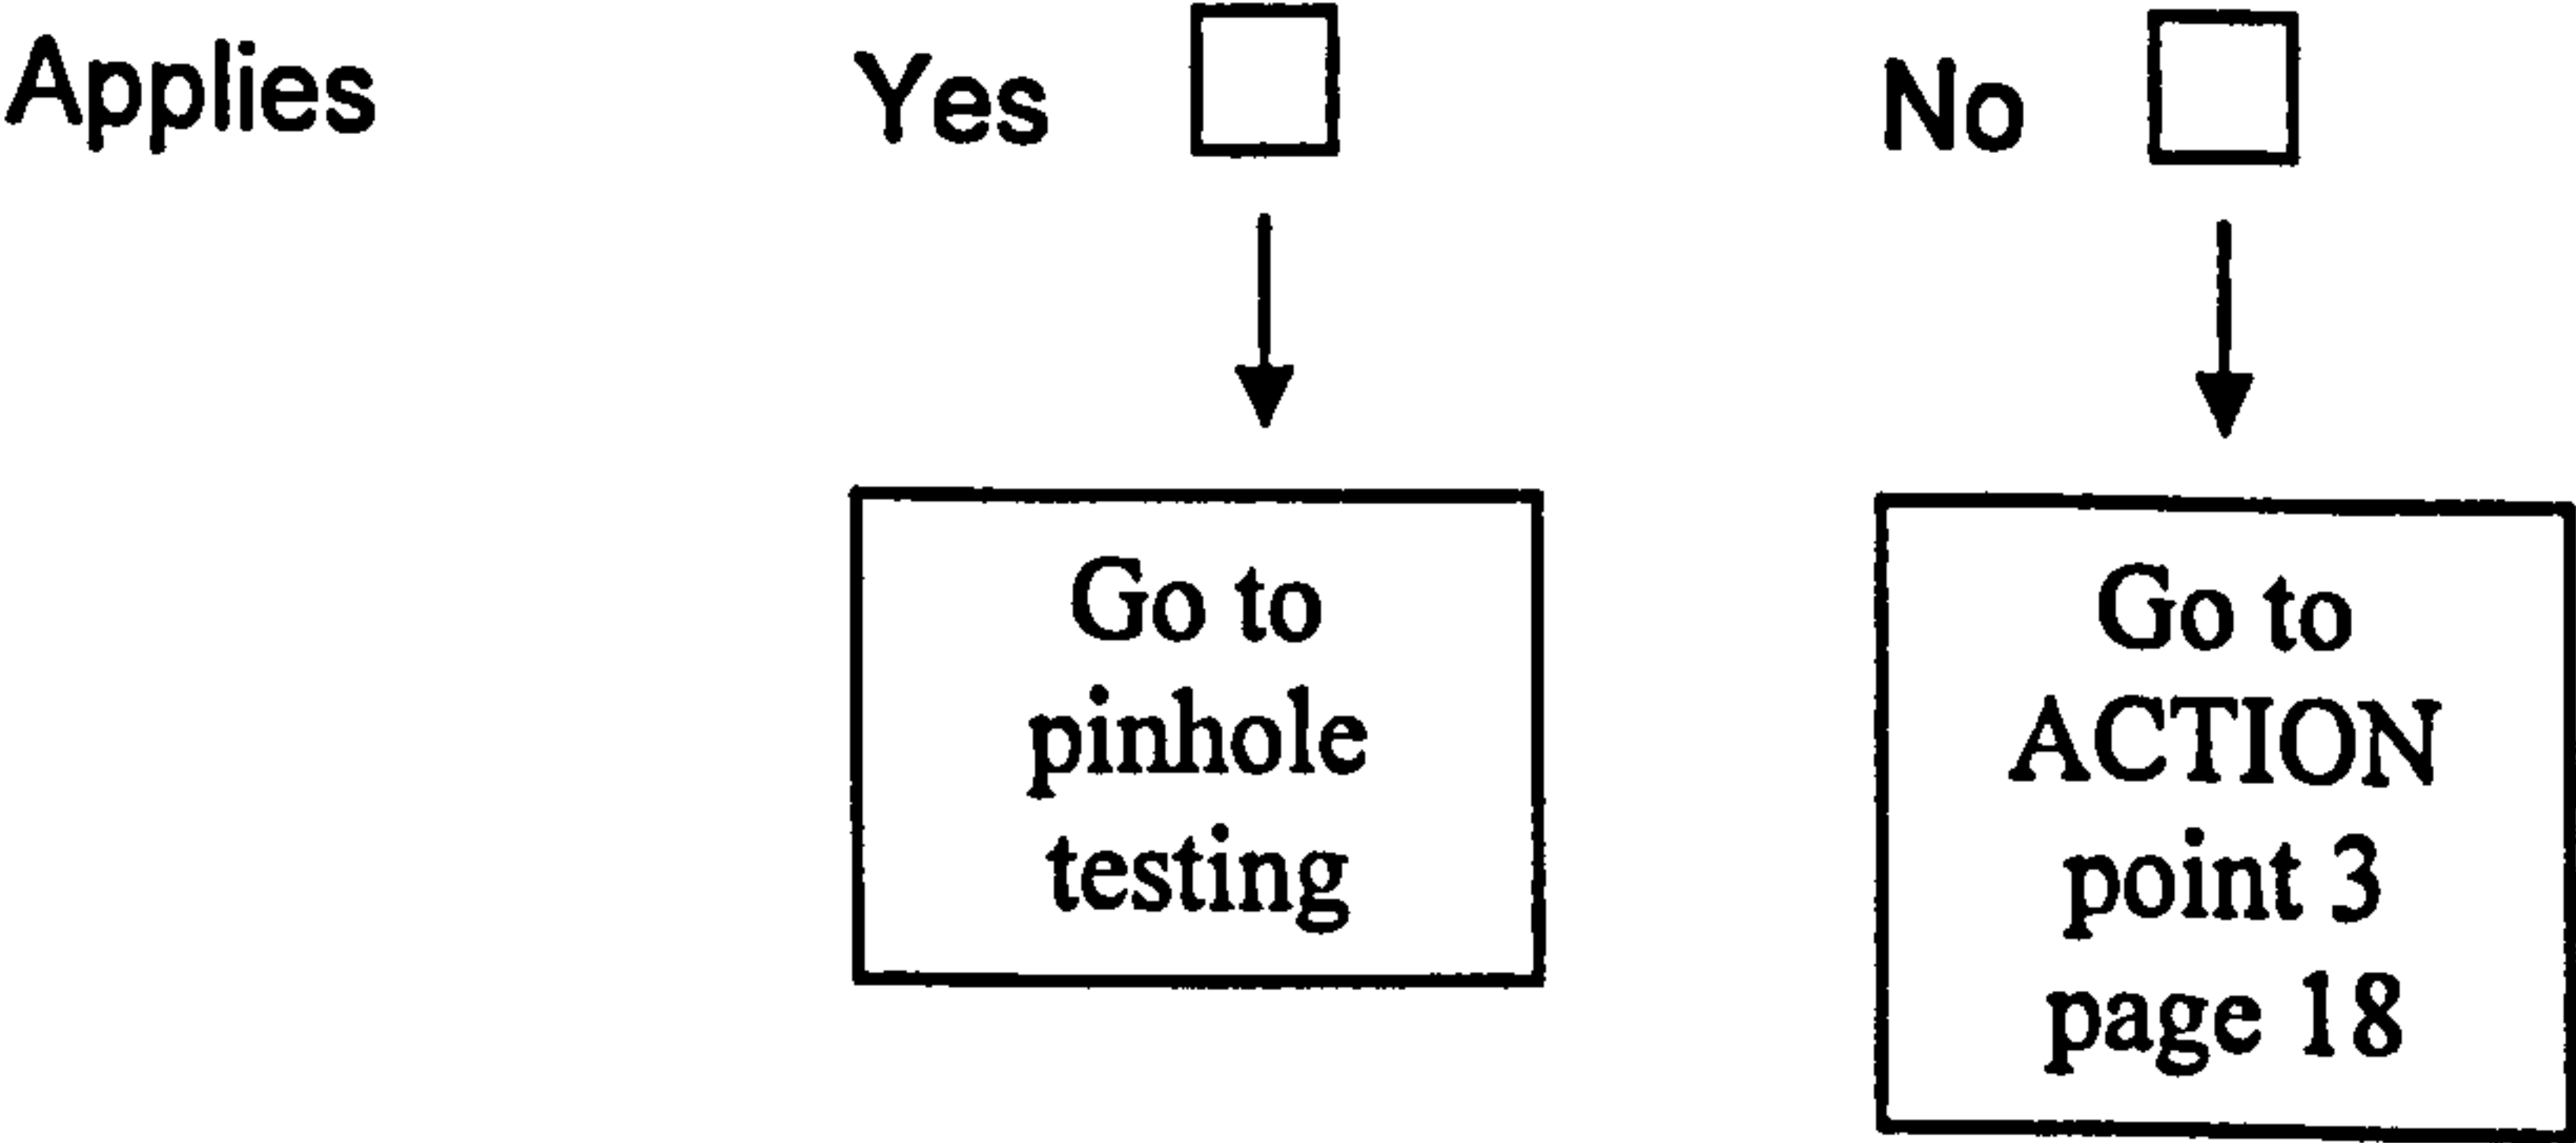 Applies Yes No
Go to
pinhole
testing
Go to
ACTION
point 3
page 18